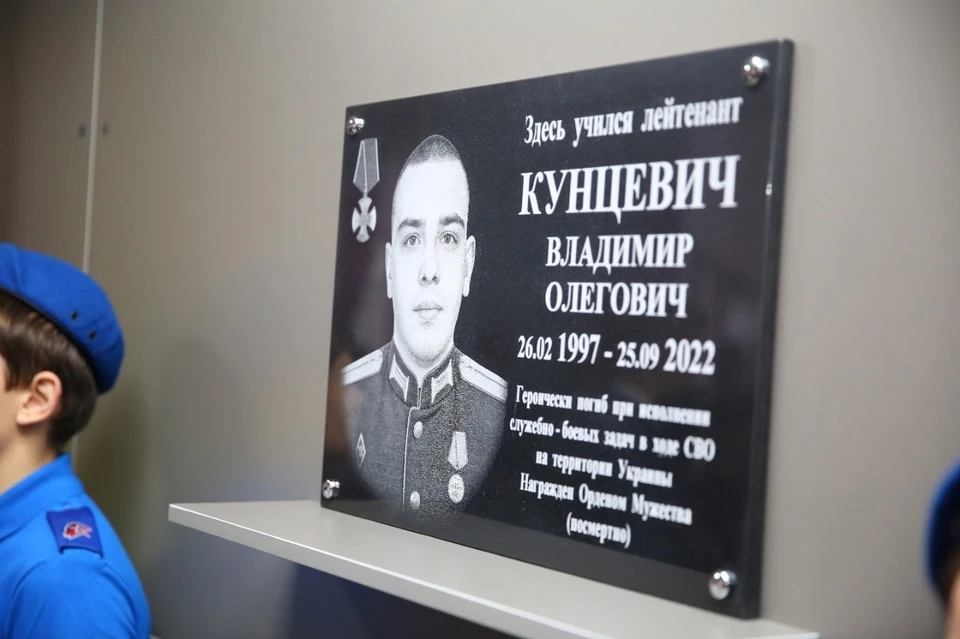 Здесь учился лейтенант
КУНЦЕВИЧ
ВЛАДИМИР
ОЛЕГОВИЧ
26.02 1997 - 25.09 2022
Героически погиб при исполнении
служебно - боевых задач в ходе СВО
на территории Украины
Награжден Орденом Мужества
(посмертно)